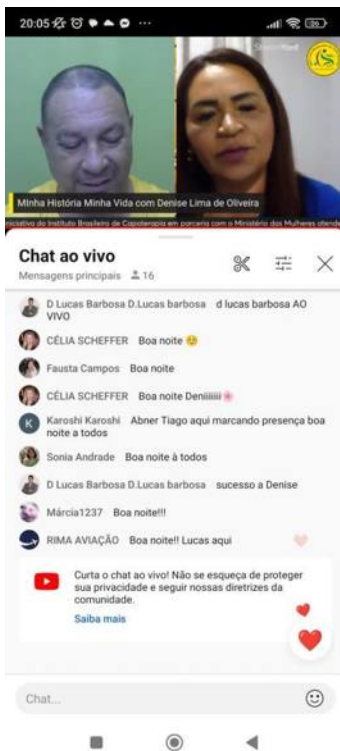 20:05
36
StreamYard
MInha História Minha Vida com Denise Lima de Oliveira
iniciativa do Instituto Brasileiro de Capoterapia em parceria com o Ministério das Mulheres atende
Chat ao vivo
Mensagens principais 16
D Lucas Barbosa D.Lucas barbosa d lucas barbosa AO
VIVO
CÉLIA SCHEFFER Boa noite 😊
Fausta Campos Boa noite
CÉLIA SCHEFFER Boa noite Deniiiiiii 🌸
K
Karoshi Karoshi Abner Tiago aqui marcando presença boa
noite a todos
Sonia Andrade Boa noite à todos
D Lucas Barbosa D.Lucas barbosa sucesso a Denise
Márcia1237 Boa noite!!!
RIMA AVIAÇÃO Boa noite!! Lucas aqui
Curta o chat ao vivo! Não se esqueça de proteger
sua privacidade e seguir nossas diretrizes da
comunidade.
Saiba mais
Chat...